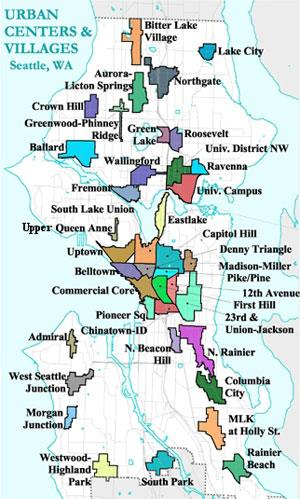 URBAN
CENTERS &
VILLAGES
Seattle, WA
Bitter Lake
Village
Lake City
Aurora-
Licton Springs
Northgate
Crown Hill
Greenwood-Phinney
Ridge
Green
Lake
Roosevelt
Ballard
Univ. District NW
Wallingford
Ravenna
Fremont
Univ. Campus
South Lake Union
Eastlake
Upper Queen Anne
Capitol Hill
Uptown
Denny Triangle
Belltown
Madison-Miller
Pike/Pine
Commercial Core
12th Avenue
First Hill
Pioneer Sq
23rd &
Union-Jackson
Chinatown-ID
Admiral
N. Beacon
Hill
N. Rainier
West Seattle
Junction
Columbia
City
Morgan
Junction
MLK
at Holly St.
Westwood-
Highland
Park
South Park
Rainier
Beach